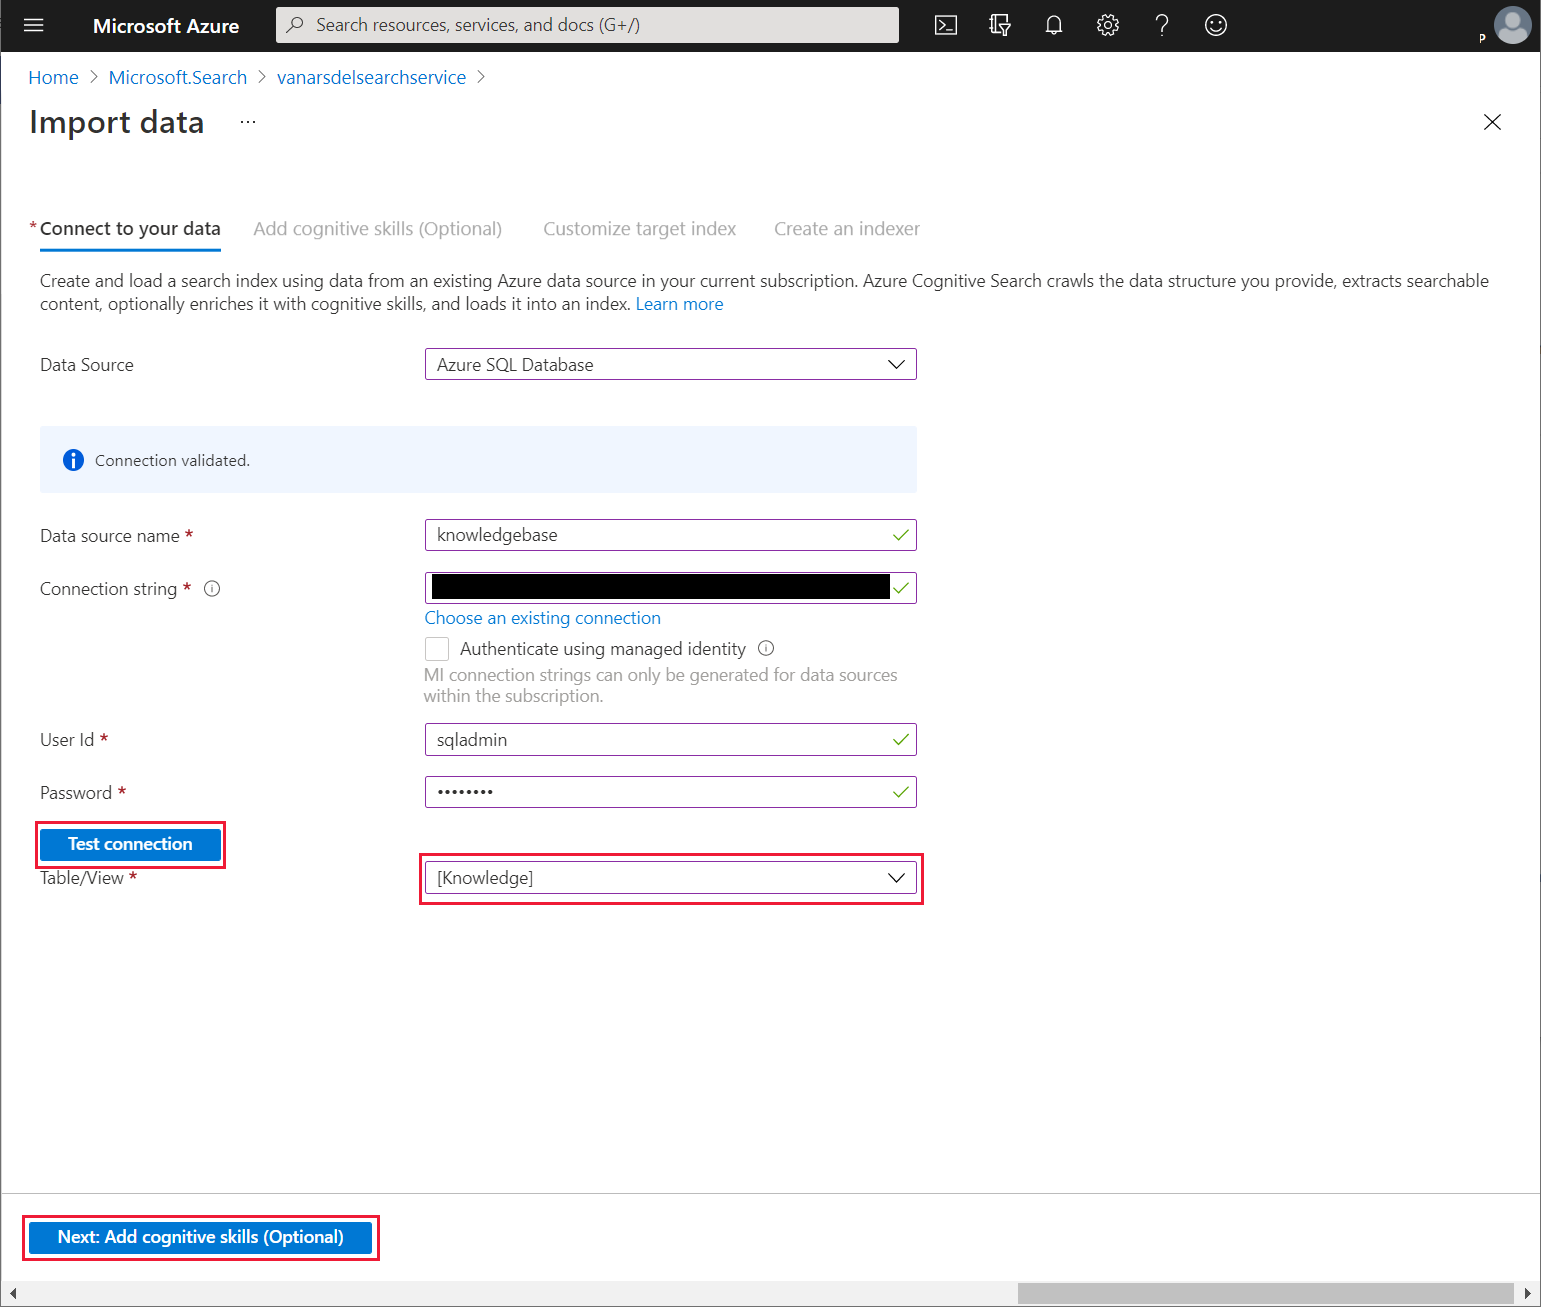 Microsoft Azure
Search resources, services, and docs (G+/)
P
Home > Microsoft.Search > vanarsdelsearchservice >
Import data ...
* Connect to your data
Add cognitive skills (Optional)
Customize target index
Create an indexer
Create and load a search index using data from an existing Azure data source in your current subscription. Azure Cognitive Search crawls the data structure you provide, extracts searchable
content, optionally enriches it with cognitive skills, and loads it into an index. Learn more
Data Source
Azure SQL Database
Connection validated.
Data source name *
knowledgebase
Connection string *
Choose an existing connection
Authenticate using managed identity
MI connection strings can only be generated for data sources
within the subscription.
User Id *
sqladmin
Password *
••••••••
Test connection
Table/View *
[Knowledge]
Next: Add cognitive skills (Optional)